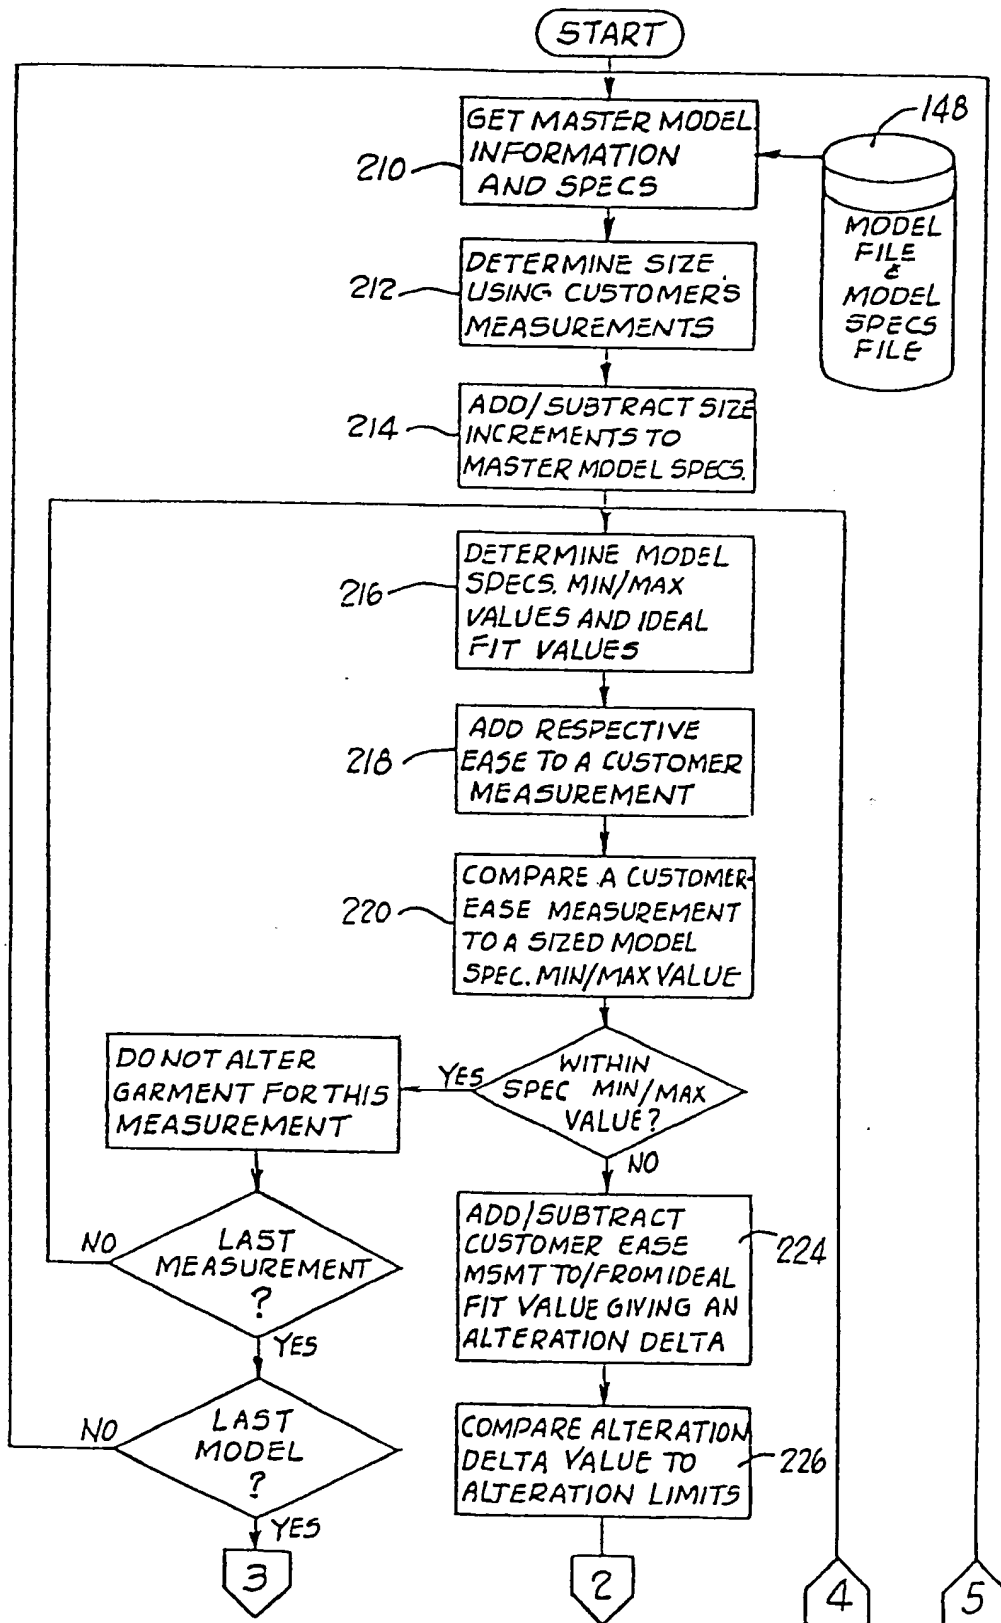 START
148
GET MASTER MODEL
INFORMATION
AND SPECS
210
MODEL
FILE
&
MODEL
SPECS
FILE
DETERMINE SIZE
USING CUSTOMER'S
MEASUREMENTS
212
ADD/SUBTRACT SIZE
INCREMENTS TO
MASTER MODEL SPECS.
214
DETERMINE MODEL
SPECS. MIN/MAX
VALUES AND IDEAL
FIT VALUES
216
ADD RESPECTIVE
EASE TO A CUSTOMER
MEASUREMENT
218
COMPARE A CUSTOMER-
EASE MEASUREMENT
TO A SIZED MODEL
SPEC. MIN/MAX VALUE
220
WITHIN
SPEC MIN/MAX
VALUE?
YES
NO
DO NOT ALTER
GARMENT FOR THIS
MEASUREMENT
LAST
MEASUREMENT
?
NO
YES
ADD/SUBTRACT
CUSTOMER EASE
MSMT TO/FROM IDEAL
FIT VALUE GIVING AN
ALTERATION DELTA
224
LAST
MODEL
?
NO
YES
COMPARE ALTERATION
DELTA VALUE TO
ALTERATION LIMITS
226
3
2
4
5